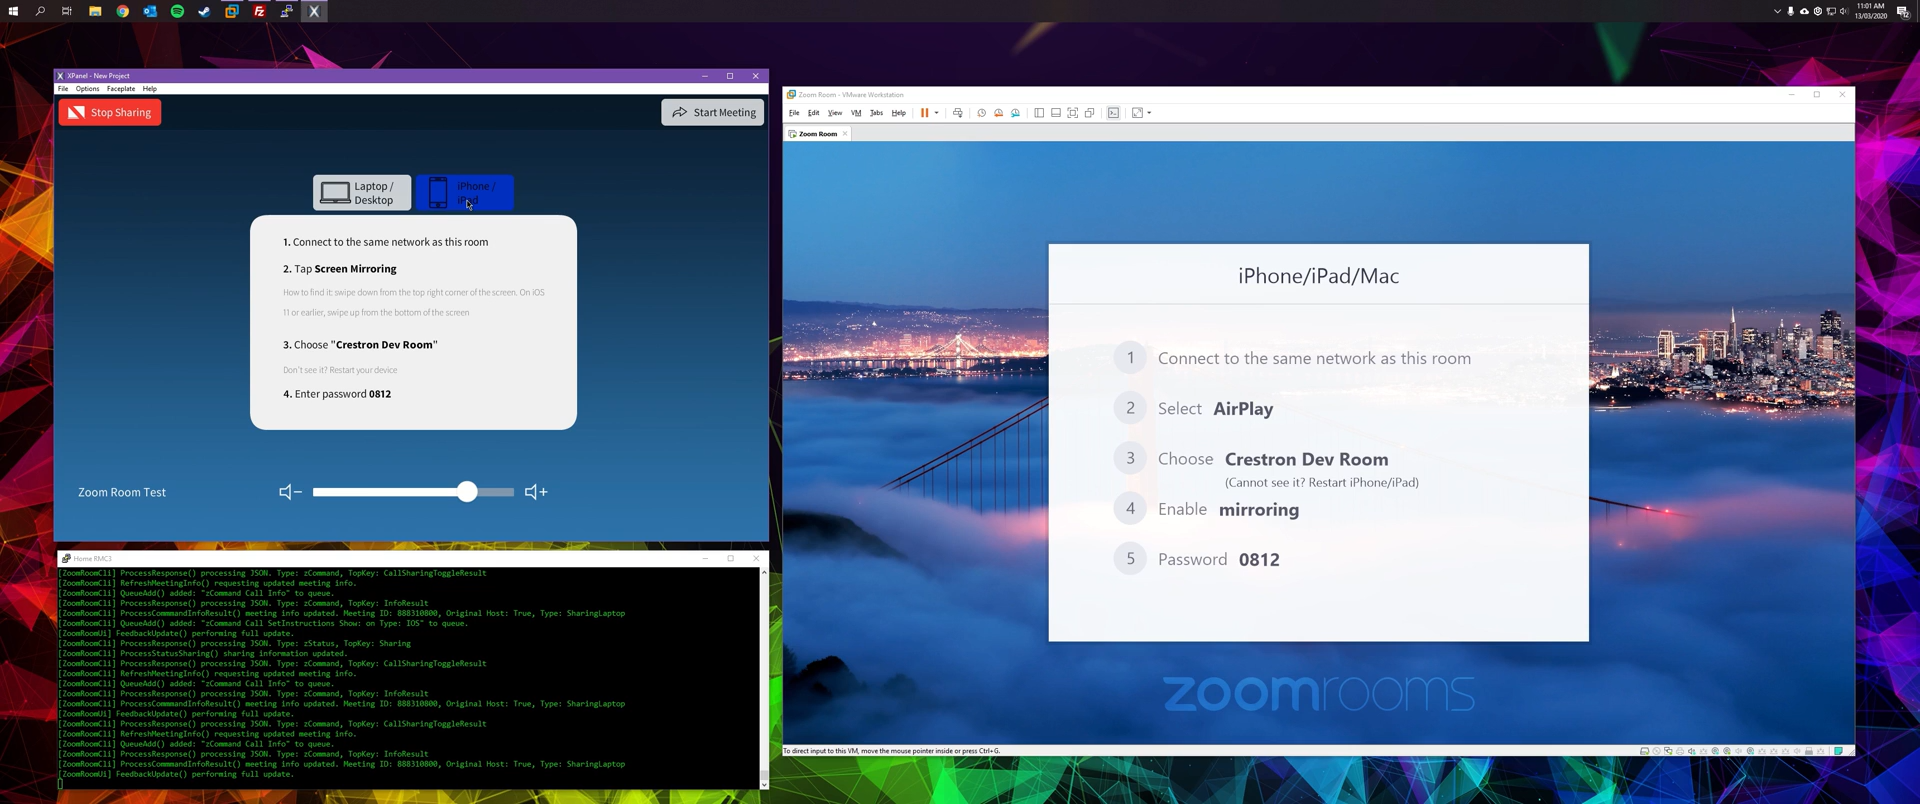 11:01 AM
13/03/2020
XPanel - New Project
File Options Faceplate Help
Stop Sharing
Start Meeting
Laptop /
Desktop
iPhone /
iPad
1. Connect to the same network as this room
2. Tap Screen Mirroring
How to find it: swipe down from the top right corner of the screen. On iOS
11 or earlier, swipe up from the bottom of the screen
3. Choose "Crestron Dev Room"
Don't see it? Restart your device
4. Enter password 0812
Zoom Room Test
Home RMC3
[ZoomRoomCli] ProcessResponse() processing JSON. Type: zCommand, TopKey: CallSharingToggleResult
[ZoomRoomCli] RefreshMeetingInfo() requesting updated meeting info.
[ZoomRoomCli] QueueAdd() added: "zCommand Call Info" to queue.
[ZoomRoomCli] ProcessResponse() processing JSON. Type: zCommand, TopKey: InfoResult
[ZoomRoomCli] ProcessCommmandInfoResult() meeting info updated. Meeting ID: 888310800, Original Host: True, Type: SharingLaptop
[ZoomRoomCli] QueueAdd() added: "zCommand Call SetInstructions Show: on Type: IOS" to queue.
[ZoomRoomUi] FeedbackUpdate() performing full update.
[ZoomRoomCli] ProcessResponse() processing JSON. Type: zStatus, TopKey: Sharing
[ZoomRoomCli] ProcessStatusSharing() sharing information updated.
[ZoomRoomCli] ProcessResponse() processing JSON. Type: zCommand, TopKey: CallSharingToggleResult
[ZoomRoomCli] RefreshMeetingInfo() requesting updated meeting info.
[ZoomRoomCli] QueueAdd() added: "zCommand Call Info" to queue.
[ZoomRoomCli] ProcessResponse() processing JSON. Type: zCommand, TopKey: InfoResult
[ZoomRoomCli] ProcessCommmandInfoResult() meeting info updated. Meeting ID: 888310800, Original Host: True, Type: SharingLaptop
[ZoomRoomUi] FeedbackUpdate() performing full update.
[ZoomRoomCli] ProcessResponse() processing JSON. Type: zCommand, TopKey: CallSharingToggleResult
[ZoomRoomCli] RefreshMeetingInfo() requesting updated meeting info.
[ZoomRoomCli] QueueAdd() added: "zCommand Call Info" to queue.
[ZoomRoomCli] ProcessResponse() processing JSON. Type: zCommand, TopKey: InfoResult
[ZoomRoomCli] ProcessCommmandInfoResult() meeting info updated. Meeting ID: 888310800, Original Host: True, Type: SharingLaptop
[ZoomRoomUi] FeedbackUpdate() performing full update.
Zoom Room - VMware Workstation
File Edit View VM Tabs Help
Zoom Room
iPhone/iPad/Mac
1 Connect to the same network as this room
2 Select AirPlay
3 Choose Crestron Dev Room
(Cannot see it? Restart iPhone/iPad)
4 Enable mirroring
5 Password 0812
zoomrooms
To direct input to this VM, move the mouse pointer inside or press Ctrl+G.